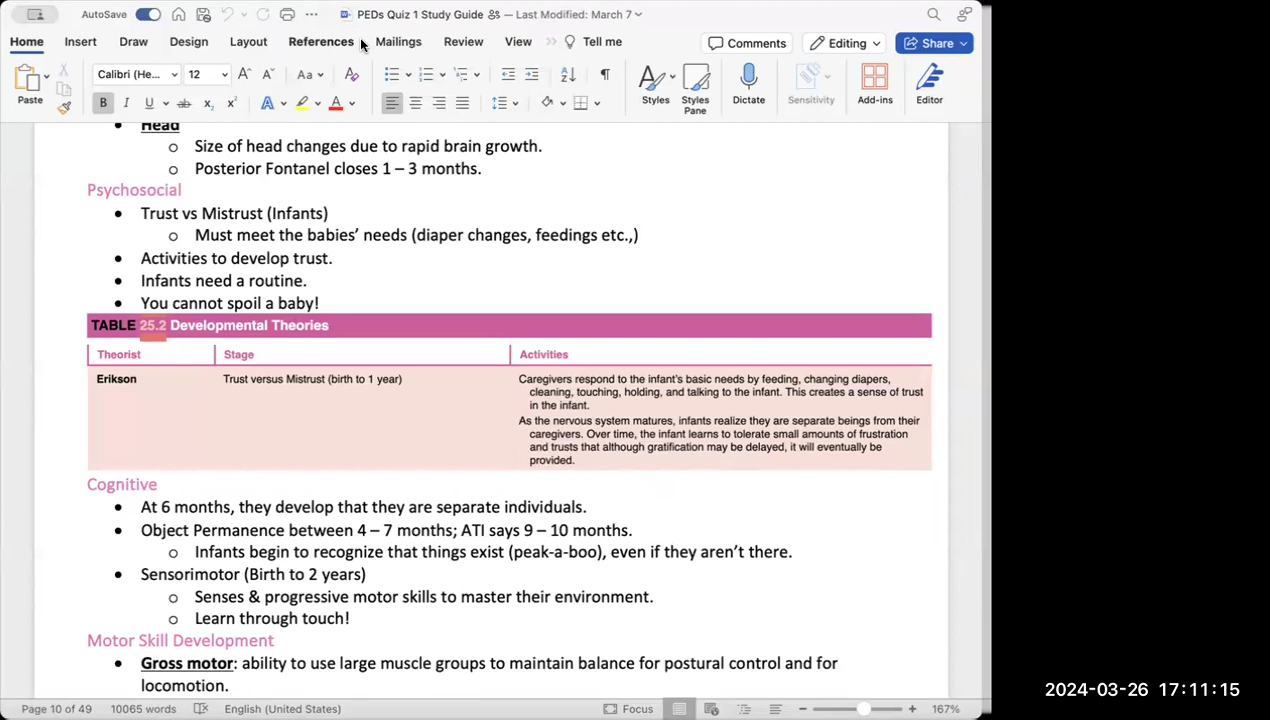 AutoSave
PEDs Quiz 1 Study Guide — Last Modified: March 7
Home Insert Draw Design Layout References Mailings Review View Tell me Comments Editing Share
Paste Calibri (He... 12 Styles Styles Pane Dictate Sensitivity Add-ins Editor
• Head
o Size of head changes due to rapid brain growth.
o Posterior Fontanel closes 1 – 3 months.
Psychosocial
• Trust vs Mistrust (Infants)
o Must meet the babies’ needs (diaper changes, feedings etc.,)
• Activities to develop trust.
• Infants need a routine.
• You cannot spoil a baby!
TABLE 25.2 Developmental Theories
Theorist Stage Activities
Erikson Trust versus Mistrust (birth to 1 year) Caregivers respond to the infant's basic needs by feeding, changing diapers,
cleaning, touching, holding, and talking to the infant. This creates a sense of trust
in the infant.
As the nervous system matures, infants realize they are separate beings from their
caregivers. Over time, the infant learns to tolerate small amounts of frustration
and trusts that although gratification may be delayed, it will eventually be
provided.
Cognitive
• At 6 months, they develop that they are separate individuals.
• Object Permanence between 4 – 7 months; ATI says 9 – 10 months.
o Infants begin to recognize that things exist (peak-a-boo), even if they aren’t there.
• Sensorimotor (Birth to 2 years)
o Senses & progressive motor skills to master their environment.
o Learn through touch!
Motor Skill Development
• Gross motor: ability to use large muscle groups to maintain balance for postural control and for
locomotion.
Page 10 of 49 10065 words English (United States) Focus 167%
2024-03-26 17:11:15